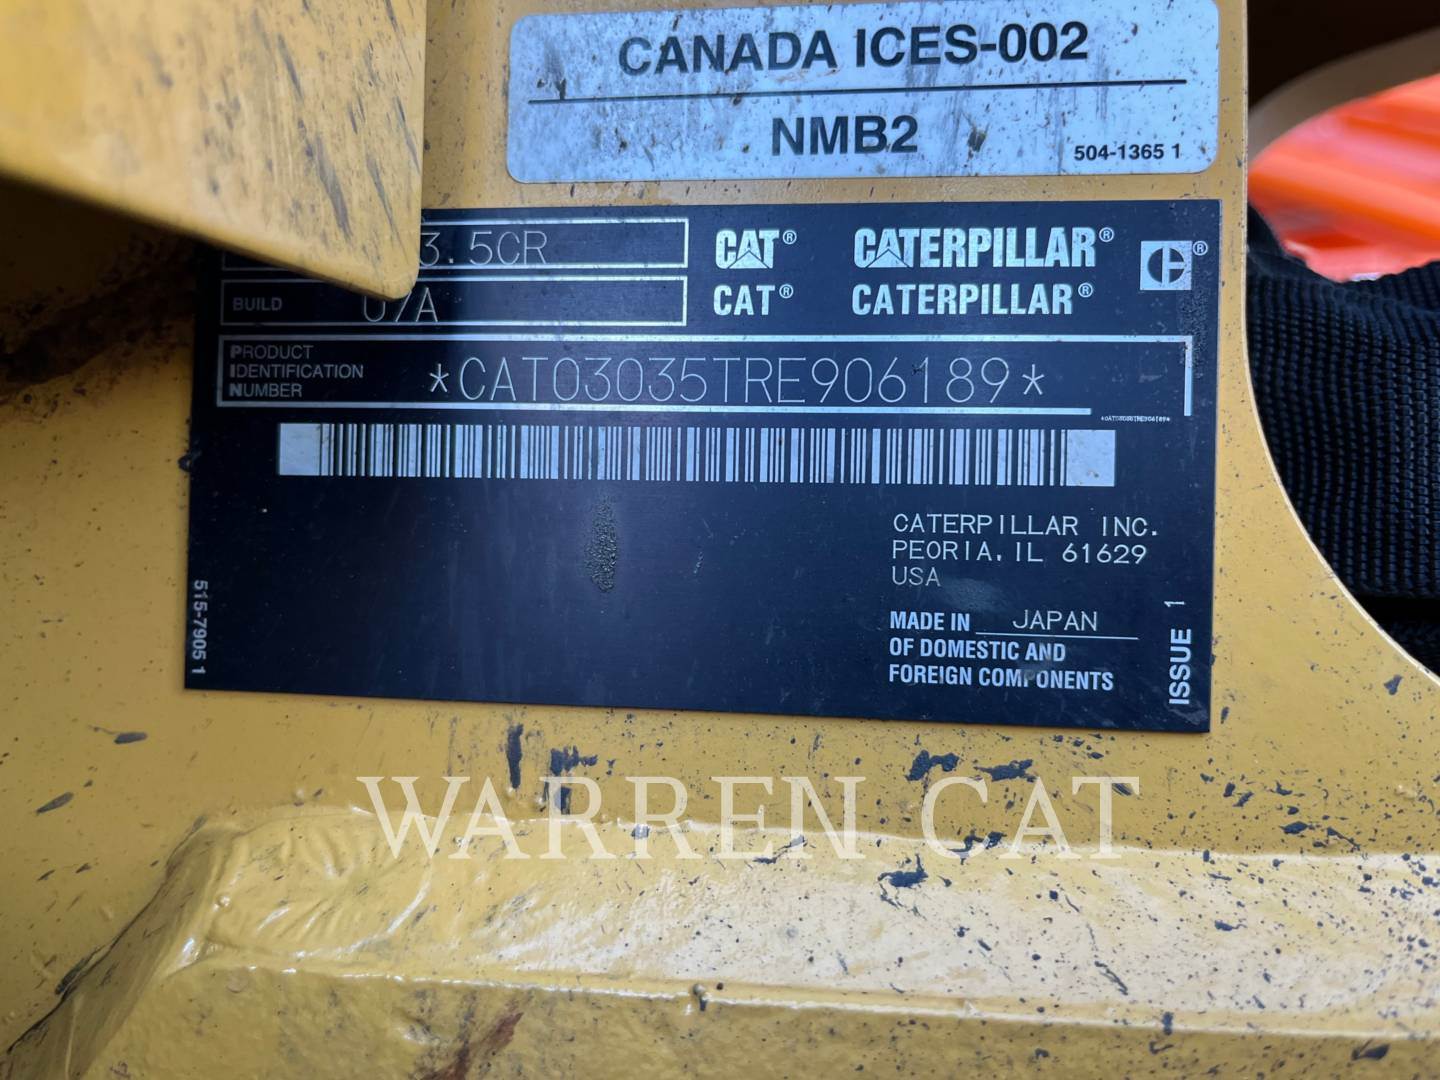 CANADA ICES-002
NMB2
504-1365 1
3.5CR
CAT® CATERPILLAR® ®
BUILD 07A
CAT® CATERPILLAR®
PRODUCT
IDENTIFICATION
NUMBER
*CAT03035TRE906189*
*CAT03035TRE906189*
CATERPILLAR INC.
PEORIA, IL 61629
USA
MADE IN JAPAN
OF DOMESTIC AND
FOREIGN COMPONENTS
ISSUE 1
515-7905 1
WARREN CAT